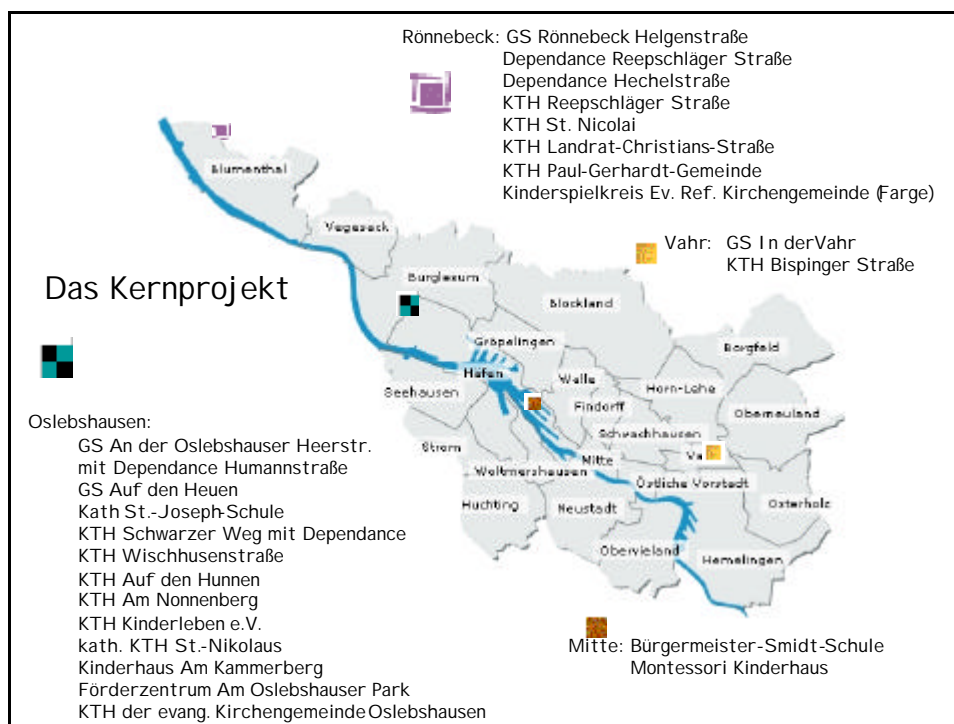 Rönnebeck: GS Rönnebeck Helgenstraße
Dependance Reepschläger Straße
Dependance Hechelstraße
KTH Reepschläger Straße
KTH St. Nicolai
KTH Landrat-Christians-Straße
KTH Paul-Gerhardt-Gemeinde
Kinderspielkreis Ev. Ref. Kirchengemeinde (Farge)
Vahr: GS In der Vahr
KTH Bispinger Straße
Das Kernprojekt
Blumenthal
Vegesack
Burglesum
Blockland
Gröpelingen
Borgfeld
Häfen
Walle
Horn-Lehe
Seehausen
Findorff
Oberneuland
Schwachhausen
Strom
Mitte
Va
Woltmershausen
Östliche Vorstadt
Huchting
Neustadt
Osterholz
Obervieland
Hemelingen
Oslebshausen:
GS An der Oslebshauser Heerstr.
mit Dependance Humannstraße
GS Auf den Heuen
Kath St.-Joseph-Schule
KTH Schwarzer Weg mit Dependance
KTH Wischhusenstraße
KTH Auf den Hunnen
KTH Am Nonnenberg
KTH Kinderleben e.V.
kath. KTH St.-Nikolaus
Kinderhaus Am Kammerberg
Förderzentrum Am Oslebshauser Park
KTH der evang. Kirchengemeinde Oslebshausen
Mitte: Bürgermeister-Smidt-Schule
Montessori Kinderhaus